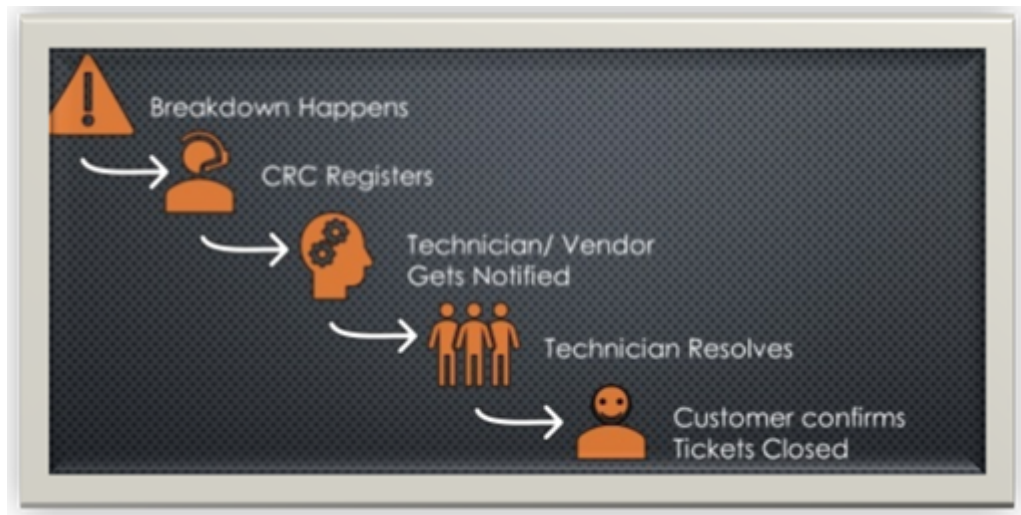 Breakdown Happens
CRC Registers
Technician/ Vendor
Gets Notified
Technician Resolves
Customer confirms
Tickets Closed